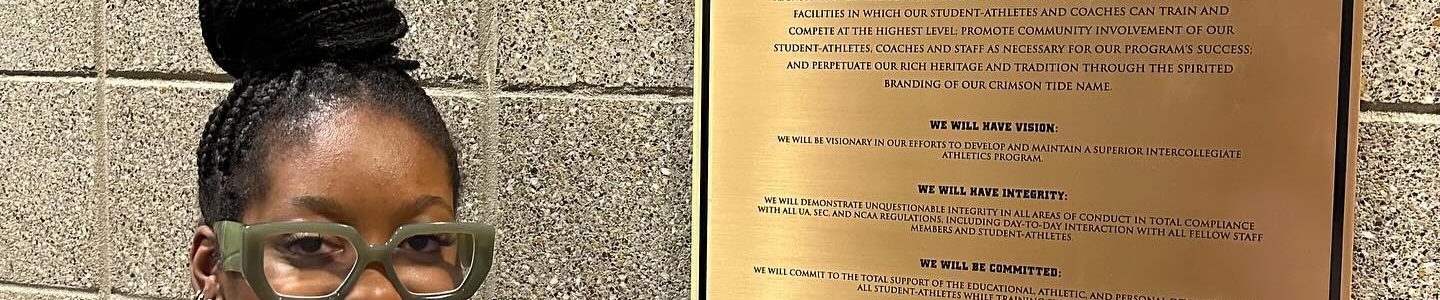 FACILITIES IN WHICH OUR STUDENT-ATHLETES AND COACHES CAN TRAIN AND
COMPETE AT THE HIGHEST LEVEL; PROMOTE COMMUNITY INVOLVEMENT OF OUR
STUDENT-ATHLETES, COACHES AND STAFF AS NECESSARY FOR OUR PROGRAM'S SUCCESS;
AND PERPETUATE OUR RICH HERITAGE AND TRADITION THROUGH THE SPIRITED
BRANDING OF OUR CRIMSON TIDE NAME.
WE WILL HAVE VISION:
WE WILL BE VISIONARY IN OUR EFFORTS TO DEVELOP AND MAINTAIN A SUPERIOR INTERCOLLEGIATE
ATHLETICS PROGRAM.
WE WILL HAVE INTEGRITY:
WE WILL DEMONSTRATE UNQUESTIONABLE INTEGRITY IN ALL AREAS OF CONDUCT IN TOTAL COMPLIANCE
WITH ALL UA, SEC, AND NCAA REGULATIONS, INCLUDING DAY-TO-DAY INTERACTION WITH ALL FELLOW STAFF
MEMBERS AND STUDENT-ATHLETES.
WE WILL BE COMMITTED:
WE WILL COMMIT TO THE TOTAL SUPPORT OF THE EDUCATIONAL, ATHLETIC, AND PERSONAL
ALL STUDENT-ATHLETES WHILE TRAINING